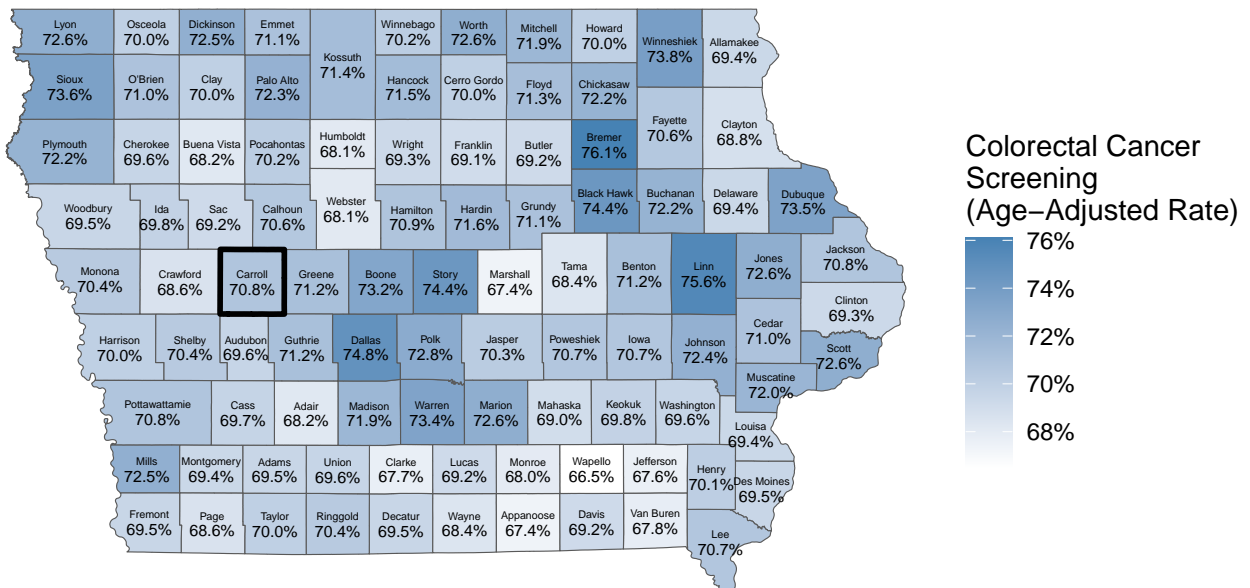 Lyon
72.6%
Osceola
70.0%
Dickinson
72.5%
Emmet
71.1%
Kossuth
71.4%
Winnebago
70.2%
Worth
72.6%
Mitchell
71.9%
Howard
70.0%
Winneshiek
73.8%
Allamakee
69.4%
Sioux
73.6%
O'Brien
71.0%
Clay
70.0%
Palo Alto
72.3%
Hancock
71.5%
Cerro Gordo
70.0%
Floyd
71.3%
Chickasaw
72.2%
Fayette
70.6%
Clayton
68.8%
Plymouth
72.2%
Cherokee
69.6%
Buena Vista
68.2%
Pocahontas
70.2%
Humboldt
68.1%
Wright
69.3%
Franklin
69.1%
Butler
69.2%
Bremer
76.1%
Woodbury
69.5%
Ida
69.8%
Sac
69.2%
Calhoun
70.6%
Webster
68.1%
Hamilton
70.9%
Hardin
71.6%
Grundy
71.1%
Black Hawk
74.4%
Buchanan
72.2%
Delaware
69.4%
Dubuque
73.5%
Monona
70.4%
Crawford
68.6%
Carroll
70.8%
Greene
71.2%
Boone
73.2%
Story
74.4%
Marshall
67.4%
Tama
68.4%
Benton
71.2%
Linn
75.6%
Jones
72.6%
Jackson
70.8%
Clinton
69.3%
Harrison
70.0%
Shelby
70.4%
Audubon
69.6%
Guthrie
71.2%
Dallas
74.8%
Polk
72.8%
Jasper
70.3%
Poweshiek
70.7%
Iowa
70.7%
Johnson
72.4%
Cedar
71.0%
Scott
72.6%
Muscatine
72.0%
Pottawattamie
70.8%
Cass
69.7%
Adair
68.2%
Madison
71.9%
Warren
73.4%
Marion
72.6%
Mahaska
69.0%
Keokuk
69.8%
Washington
69.6%
Louisa
69.4%
Mills
72.5%
Montgomery
69.4%
Adams
69.5%
Union
69.6%
Clarke
67.7%
Lucas
69.2%
Monroe
68.0%
Wapello
66.5%
Jefferson
67.6%
Henry
70.1%
Des Moines
69.5%
Fremont
69.5%
Page
68.6%
Taylor
70.0%
Ringgold
70.4%
Decatur
69.5%
Wayne
68.4%
Appanoose
67.4%
Davis
69.2%
Van Buren
67.8%
Lee
70.7%
Colorectal Cancer
Screening
(Age−Adjusted Rate)
76%
74%
72%
70%
68%